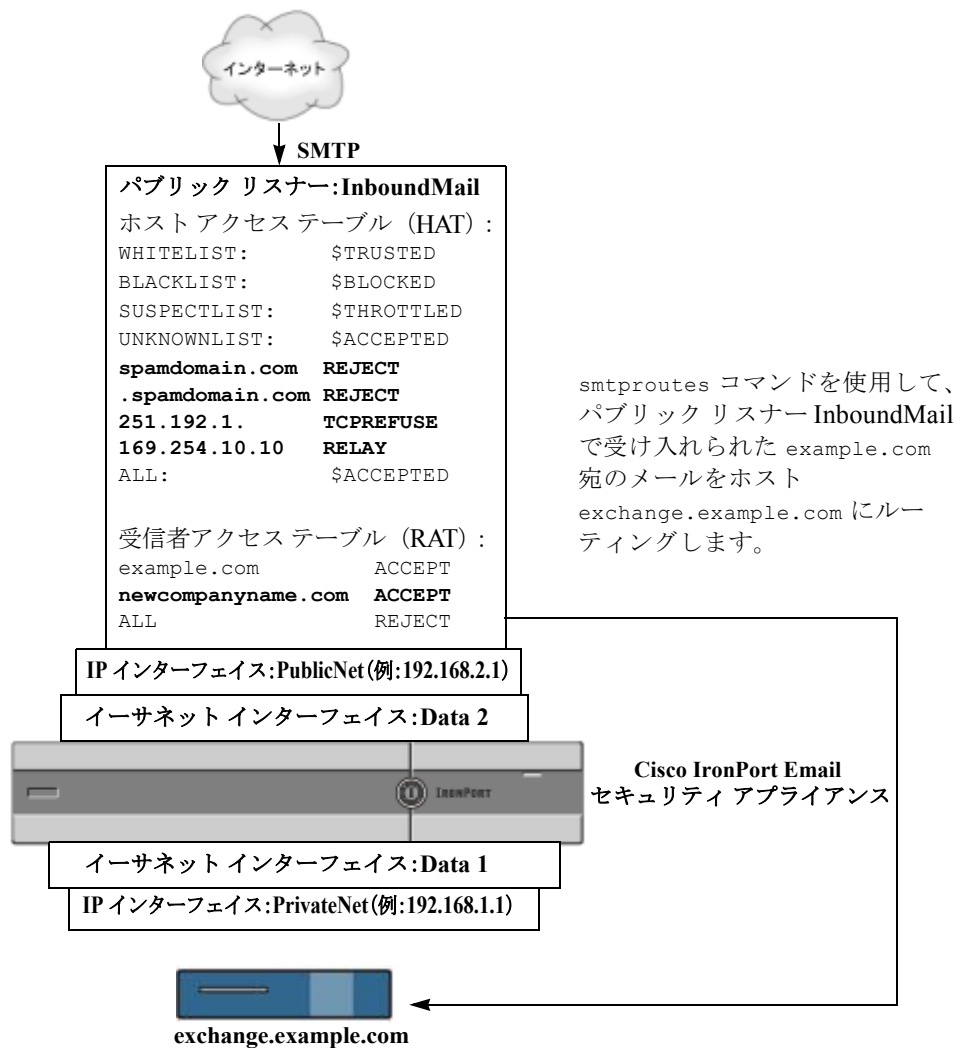 インターネット
SMTP
パブリック リスナー:InboundMail
ホスト アクセス テーブル（HAT）:
WHITELIST: $TRUSTED
BLACKLIST: $BLOCKED
SUSPECTLIST: $THROTTLED
UNKNOWNLIST: $ACCEPTED
spamdomain.com REJECT
.spamdomain.com REJECT
251.192.1. TCPREFUSE
169.254.10.10 RELAY
ALL: $ACCEPTED
受信者アクセス テーブル（RAT）:
example.com ACCEPT
newcompanyname.com ACCEPT
ALL REJECT
smtproutes コマンドを使用して、
パブリック リスナー InboundMail
で受け入れられた example.com
宛のメールをホスト
exchange.example.com にルー
ティングします。
IP インターフェイス:PublicNet(例:192.168.2.1)
イーサネット インターフェイス:Data 2
IRONPORT
Cisco IronPort Email
セキュリティ アプライアンス
イーサネット インターフェイス:Data 1
IP インターフェイス:PrivateNet(例:192.168.1.1)
exchange.example.com